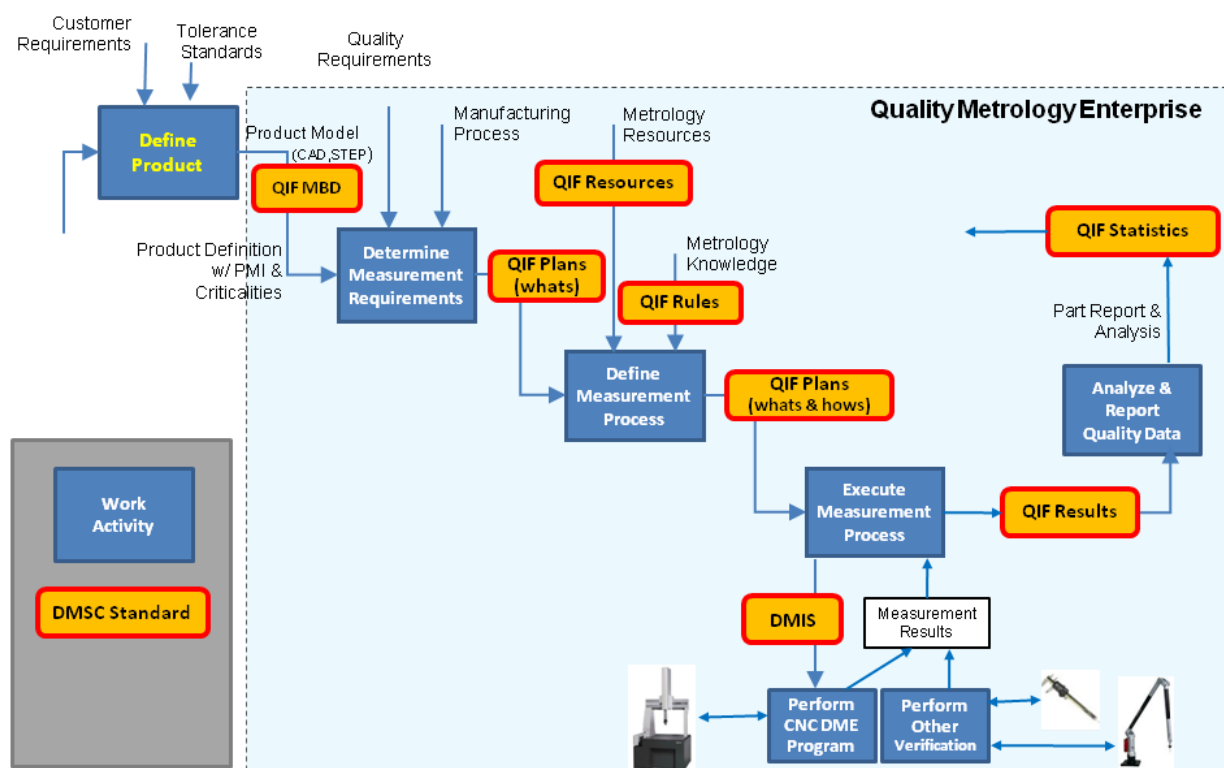 Customer
Requirements
Tolerance
Standards
Quality
Requirements
Quality Metrology Enterprise
Define
Product
Product Model
(CAD,STEP)
QIF MBD
Manufacturing
Process
Metrology
Resources
QIF Resources
Product Definition
w/ PMI &
Criticalities
Determine
Measurement
Requirements
QIF Plans
(whats)
Metrology
Knowledge
QIF Rules
QIF Statistics
Part Report &
Analysis
Define
Measurement
Process
QIF Plans
(whats & hows)
Analyze &
Report
Quality Data
Work
Activity
DMSC Standard
Execute
Measurement
Process
QIF Results
DMIS
Measurement
Results
Perform
CNC DME
Program
Perform
Other
Verification